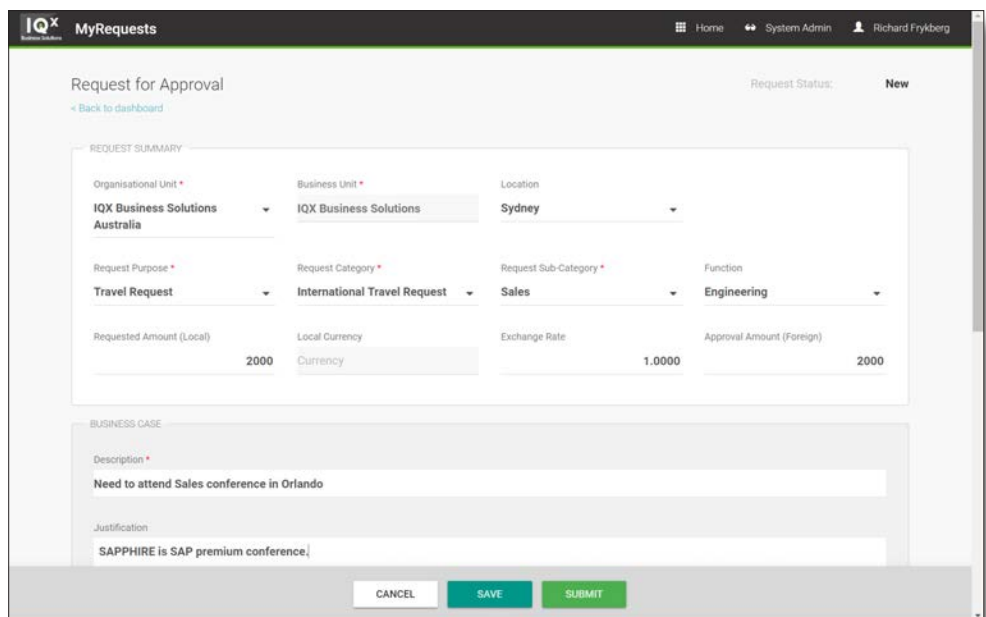 IQX MyRequests Home System Admin Richard Frykberg
Business Solutions
Request for Approval Request Status: New
< Back to dashboard
REQUEST SUMMARY
Organisational Unit * Business Unit * Location
IQX Business Solutions Australia IQX Business Solutions Sydney
Request Purpose * Request Category * Request Sub-Category * Function
Travel Request International Travel Request Sales Engineering
Requested Amount (Local) Local Currency Exchange Rate Approval Amount (Foreign)
2000 Currency 1.0000 2000
BUSINESS CASE
Description *
Need to attend Sales conference in Orlando
Justification
SAPPHIRE is SAP premium conference.
CANCEL SAVE SUBMIT